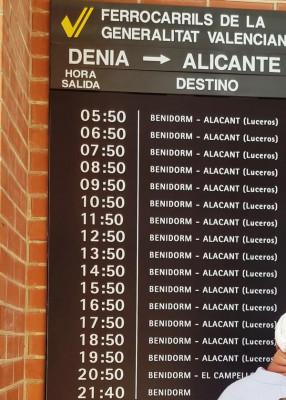 FERROCARRILS DE LA
GENERALITAT VALENCIAN
DENIA → ALICANTE
HORA SALIDA DESTINO
05:50 BENIDORM - ALACANT (Luceros)
06:50 BENIDORM - ALACANT (Luceros)
07:50 BENIDORM - ALACANT (Luceros)
08:50 BENIDORM - ALACANT (Luceros)
09:50 BENIDORM - ALACANT (Luceros)
10:50 BENIDORM - ALACANT (Luceros)
11:50 BENIDORM - ALACANT (Luceros)
12:50 BENIDORM - ALACANT (Luceros)
13:50 BENIDORM - ALACANT (Luceros)
14:50 BENIDORM - ALACANT (Luceros)
15:50 BENIDORM - ALACANT (Luceros)
16:50 BENIDORM - ALACANT (Luceros)
17:50 BENIDORM - ALACANT (Luceros)
18:50 BENIDORM - ALACANT (Luceros)
19:50 BENIDORM - ALACANT (Luceros)
20:50 BENIDORM - EL CAMPELL
21:40 BENIDORM